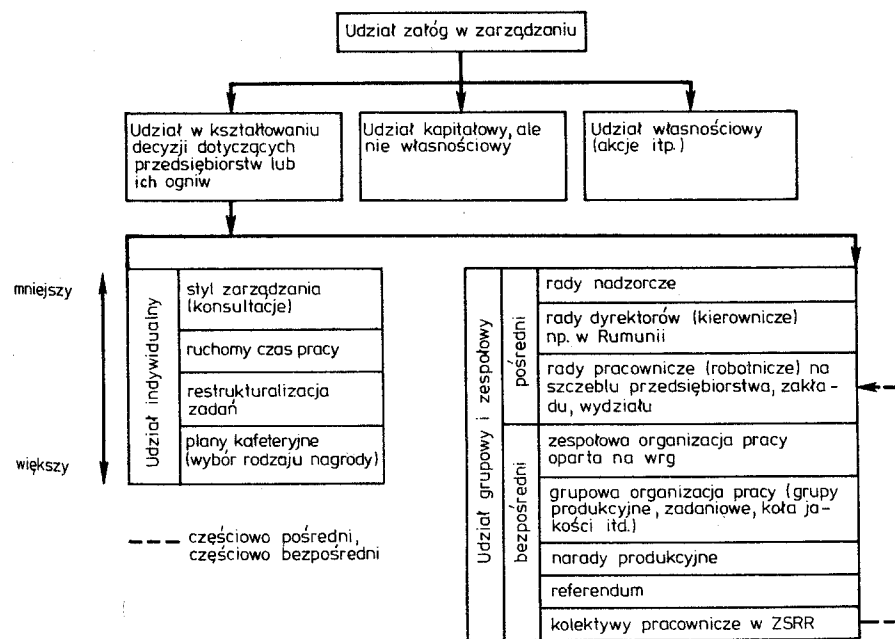 Udział załóg w zarządzaniu
Udział w kształtowaniu
decyzji dotyczących
przedsiębiorstw lub
ich ogniw
Udział kapitałowy, ale
nie własnościowy
Udział własnościowy
(akcje itp.)
mniejszy
większy
Udział indywidualny
styl zarządzania
(konsultacje)
ruchomy czas pracy
restrukturalizacja
zadań
plany kafeteryjne
(wybór rodzaju nagrody)
częściowo pośredni,
częściowo bezpośredni
Udział grupowy i zespołowy
pośredni
rady nadzorcze
rady dyrektorów (kierownicze)
np. w Rumunii
rady pracownicze (robotnicze) na
szczeblu przedsiębiorstwa, zakła-
du, wydziału
bezpośredni
zespołowa organizacja pracy
oparta na wrg
grupowa organizacja pracy (grupy
produkcyjne, zadaniowe, koła ja-
kości itd.)
narady produkcyjne
referendum
kolektywy pracownicze w ZSRR